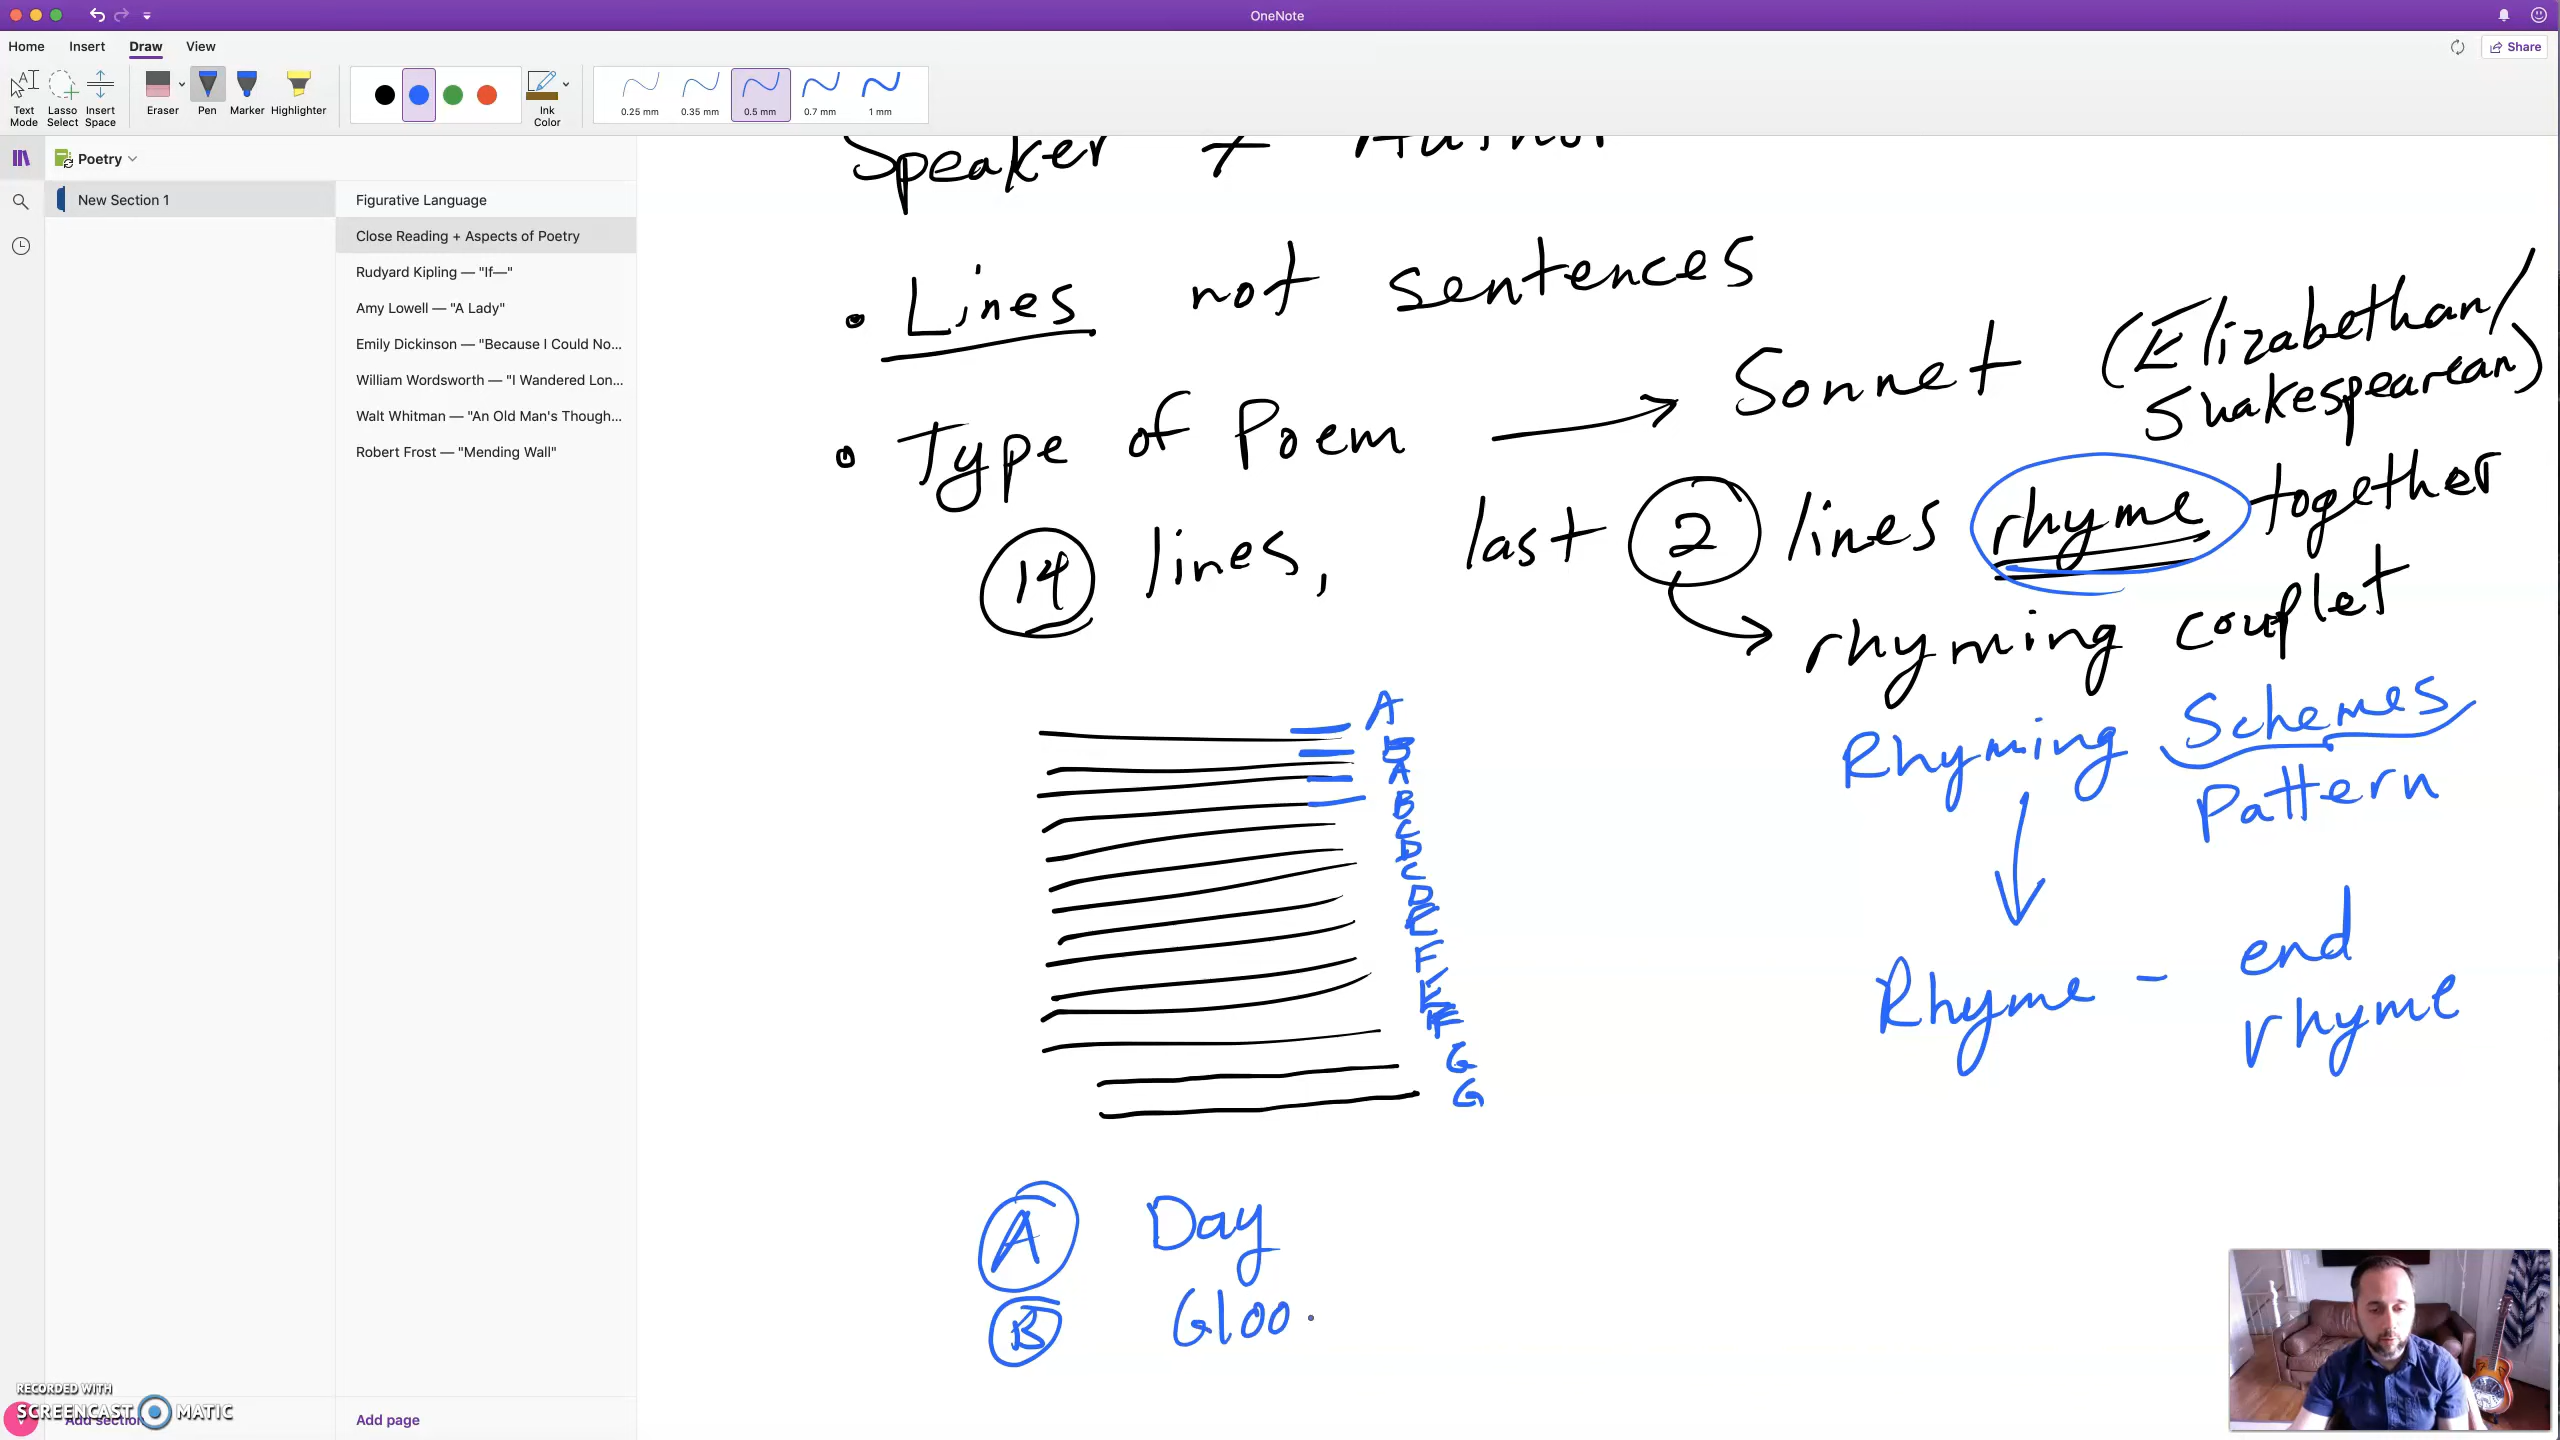 OneNote
Home Insert Draw View
Share
Text Mode
Lasso Select
Insert Space
Eraser
Pen
Marker
Highlighter
Ink Color
0.25 mm
0.35 mm
0.5 mm
0.7 mm
1 mm
Poetry
New Section 1
Figurative Language
Close Reading + Aspects of Poetry
Rudyard Kipling — "If—"
Amy Lowell — "A Lady"
Emily Dickinson — "Because I Could No...
William Wordsworth — "I Wandered Lon...
Walt Whitman — "An Old Man's Though...
Robert Frost — "Mending Wall"
Add section
Add page
RECORDED WITH
SCREENCAST MATIC
Speaker ≠ Author
• Lines not sentences
• Type of Poem → Sonnet (Elizabethan/
Shakespearean)
14 lines, last 2 lines rhyme together
rhyming couplet
Rhyming Schemes
Pattern
Rhyme - end
rhyme
A
B
A
B
C
D
C
D
E
F
E
F
G
G
A Day
B Gloo